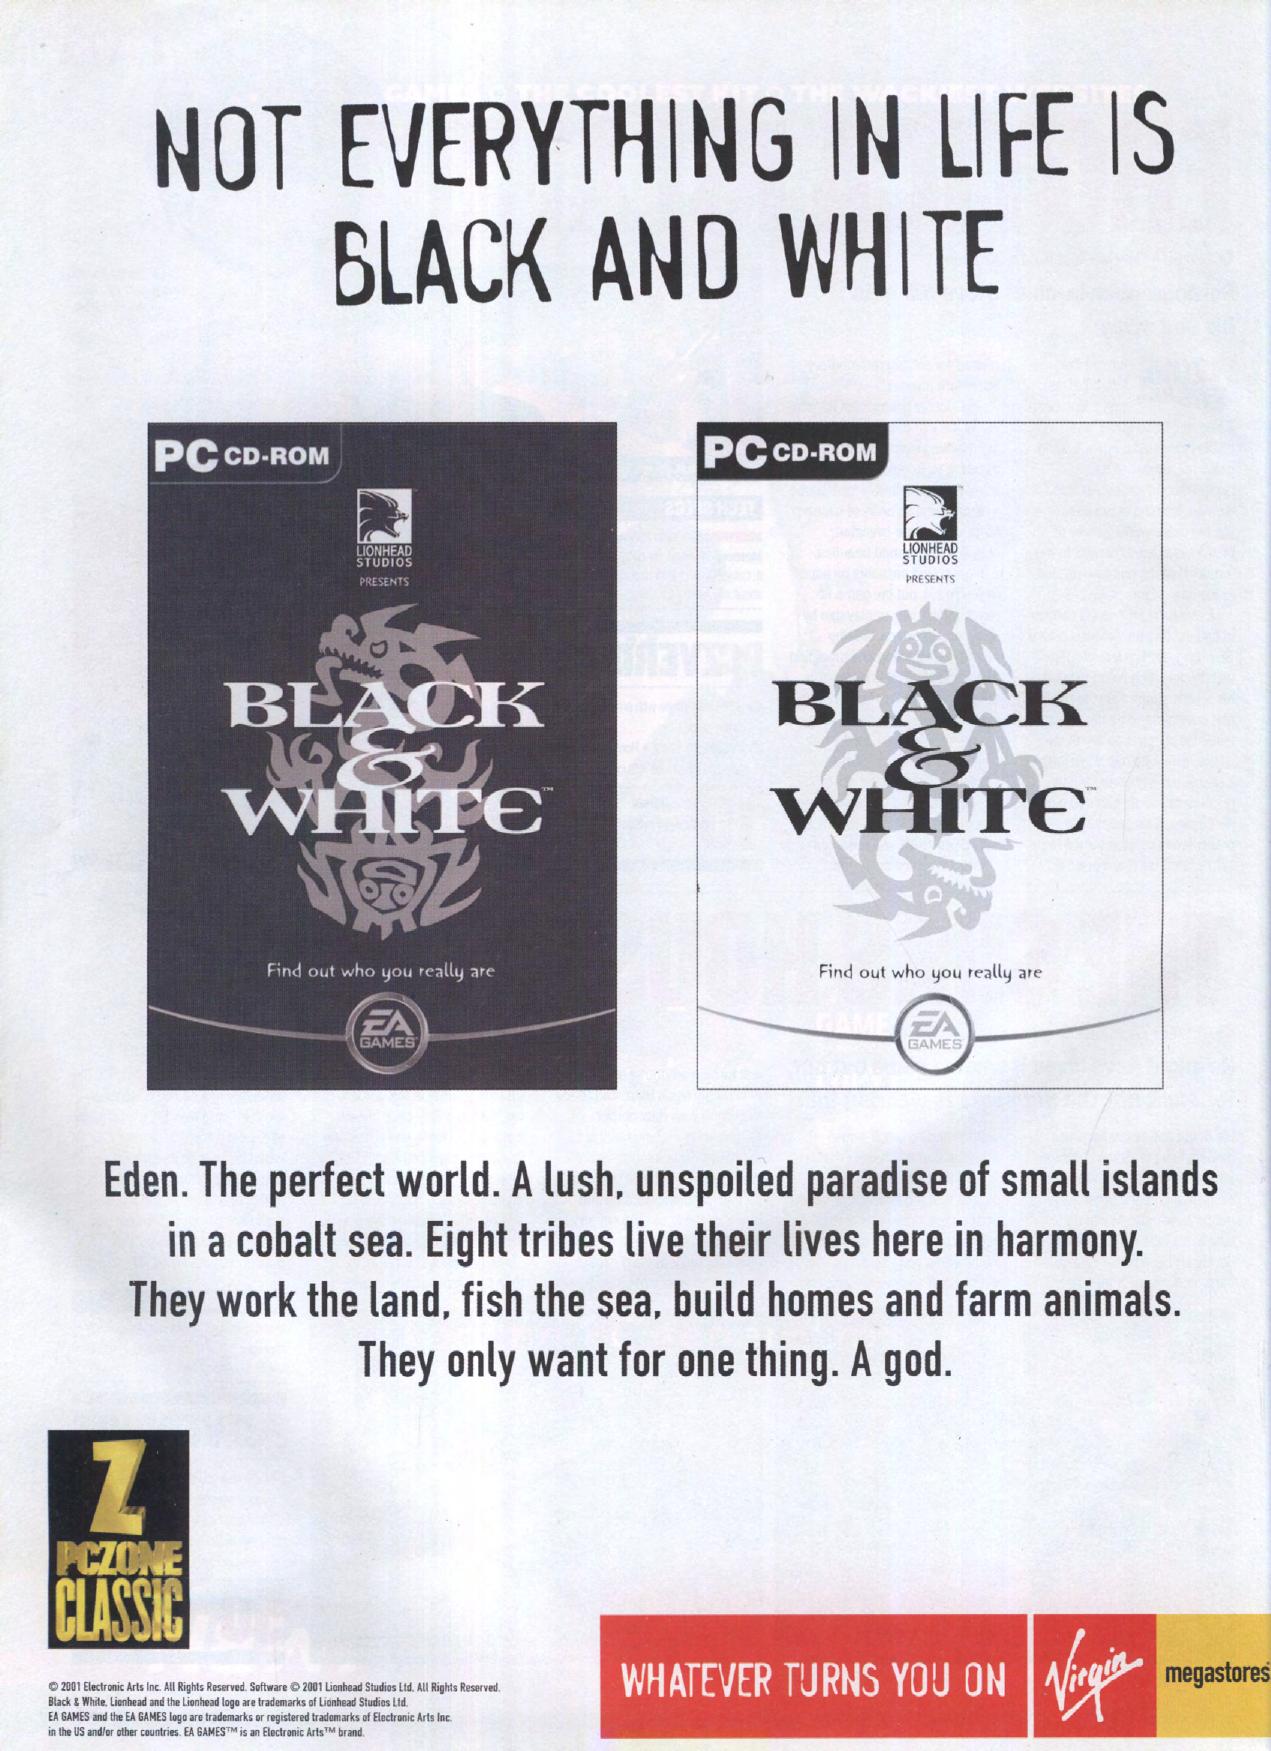 NOT EVERYTHING IN LIFE IS
BLACK AND WHITE
PC CD-ROM
LIONHEAD
STUDIOS
PRESENTS
BLACK
&
WHITE™
Find out who you really are
EA
GAMES
PC CD-ROM
LIONHEAD
STUDIOS
PRESENTS
BLACK
&
WHITE™
Find out who you really are
EA
GAMES
Eden. The perfect world. A lush, unspoiled paradise of small islands
in a cobalt sea. Eight tribes live their lives here in harmony.
They work the land, fish the sea, build homes and farm animals.
They only want for one thing. A god.
Z
PCZONE
CLASSIC
© 2001 Electronic Arts Inc. All Rights Reserved. Software © 2001 Lionhead Studios Ltd. All Rights Reserved.
Black & White, Lionhead and the Lionhead logo are trademarks of Lionhead Studios Ltd.
EA GAMES and the EA GAMES logo are trademarks or registered trademarks of Electronic Arts Inc.
in the US and/or other countries. EA GAMES™ is an Electronic Arts™ brand.
WHATEVER TURNS YOU ON
Virgin
megastores